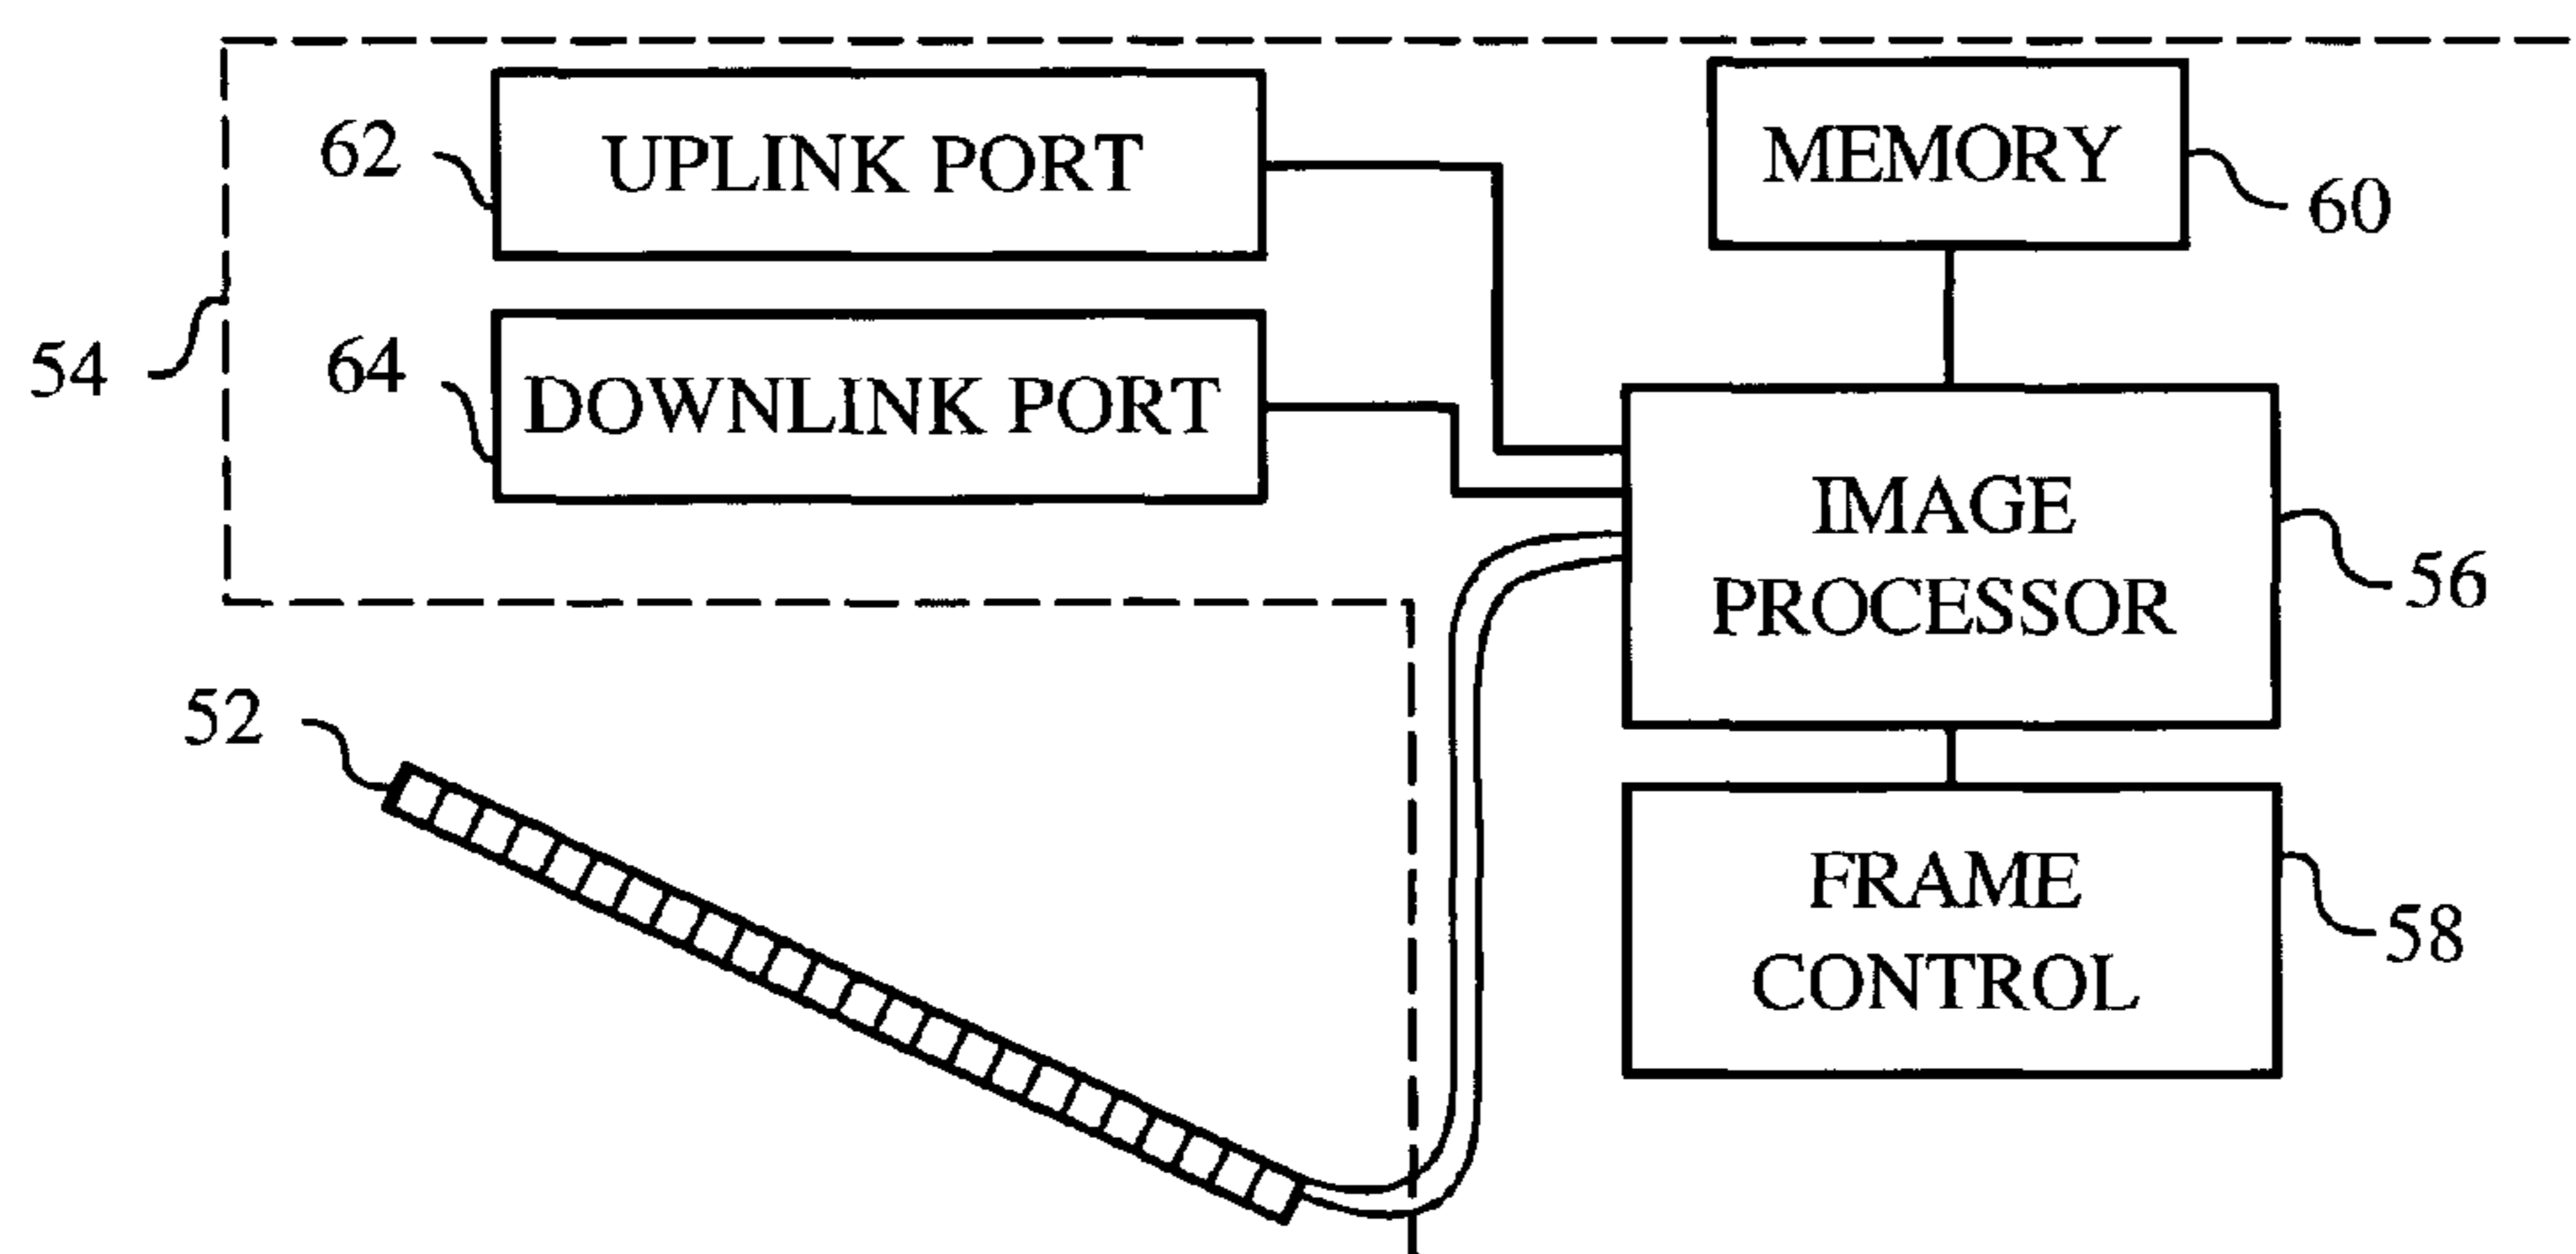 62
UPLINK PORT
MEMORY
60
54
64
DOWNLINK PORT
IMAGE
PROCESSOR
56
52
FRAME
CONTROL
58